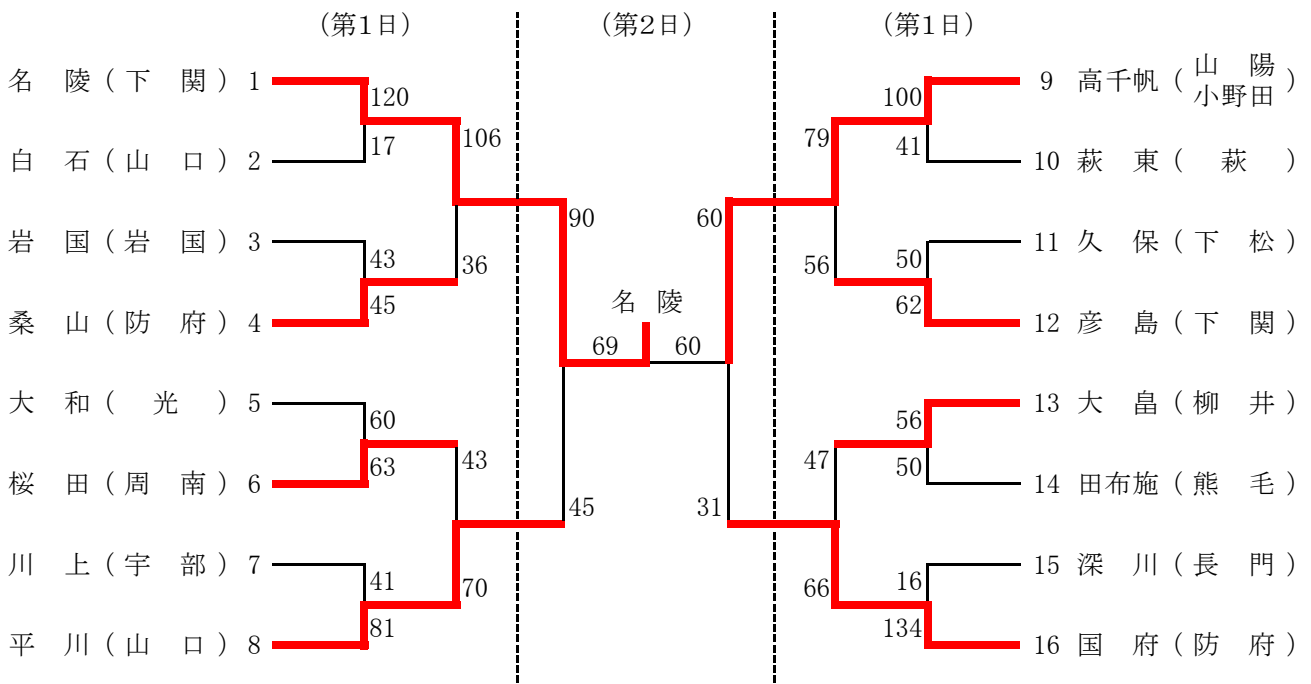 (第1日) (第2日) (第1日)
名 陵 ( 下 関 ) 1
120
17
白 石 ( 山 口 ) 2
106
岩 国 ( 岩 国 ) 3
43
45
36
桑 山 ( 防 府 ) 4
90
大 和 ( 光 ) 5
60
63
桜 田 ( 周 南 ) 6
43
45
川 上 ( 宇 部 ) 7
41
81
70
平 川 ( 山 口 ) 8
名 陵
69 60
9 高千帆 ( 山 陽 小野田 )
100
41
10 萩 東 ( 萩 )
79
60
11 久 保 ( 下 松 )
50
62
56
12 彦 島 ( 下 関 )
13 大 畠 ( 柳 井 )
56
50
47
14 田布施 ( 熊 毛 )
31
15 深 川 ( 長 門 )
16
134
66
16 国 府 ( 防 府 )